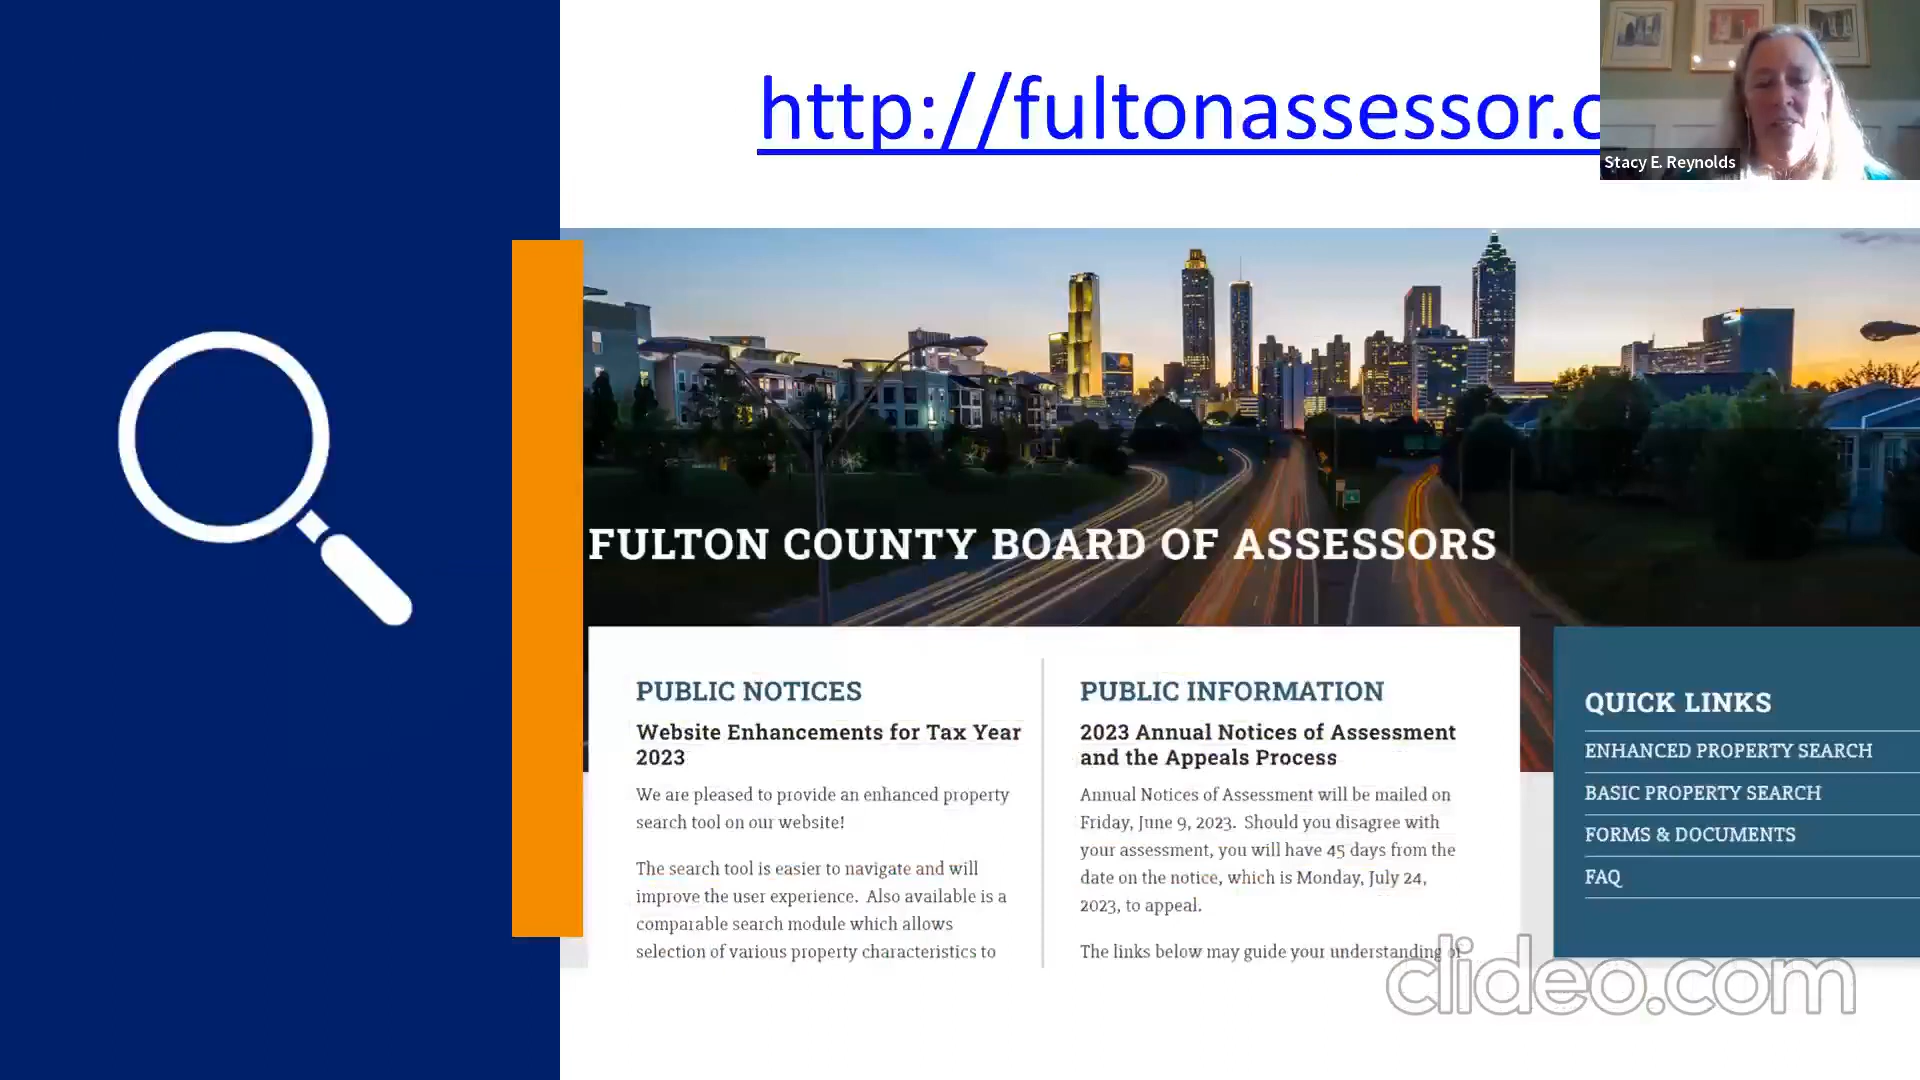 http://fultonassessor.c
Stacy E. Reynolds
FULTON COUNTY BOARD OF ASSESSORS
PUBLIC NOTICES
Website Enhancements for Tax Year
2023
We are pleased to provide an enhanced property
search tool on our website!
The search tool is easier to navigate and will
improve the user experience. Also available is a
comparable search module which allows
selection of various property characteristics to
PUBLIC INFORMATION
2023 Annual Notices of Assessment
and the Appeals Process
Annual Notices of Assessment will be mailed on
Friday, June 9, 2023. Should you disagree with
your assessment, you will have 45 days from the
date on the notice, which is Monday, July 24,
2023, to appeal.
The links below may guide your understanding of
QUICK LINKS
ENHANCED PROPERTY SEARCH
BASIC PROPERTY SEARCH
FORMS & DOCUMENTS
FAQ
clideo.com